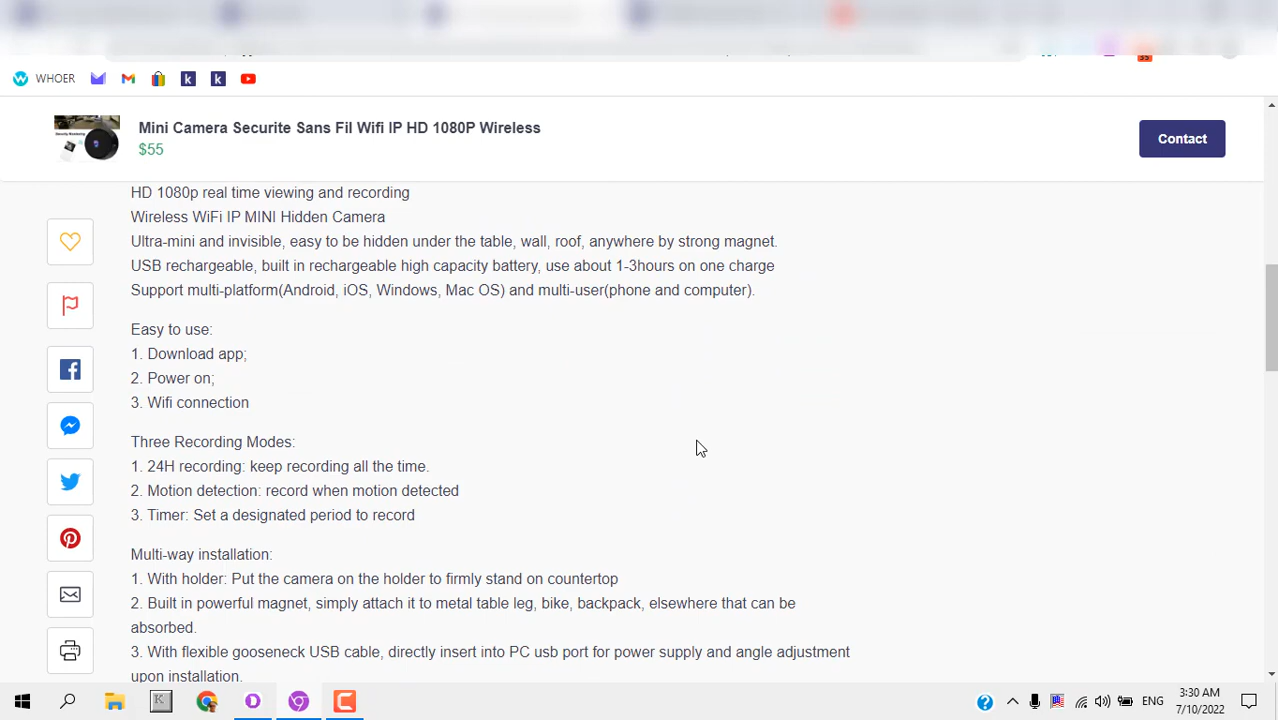 WHOER
35
Mini Camera Securite Sans Fil Wifi IP HD 1080P Wireless
$55
Contact
HD 1080p real time viewing and recording
Wireless WiFi IP MINI Hidden Camera
Ultra-mini and invisible, easy to be hidden under the table, wall, roof, anywhere by strong magnet.
USB rechargeable, built in rechargeable high capacity battery, use about 1-3hours on one charge
Support multi-platform(Android, iOS, Windows, Mac OS) and multi-user(phone and computer).
Easy to use:
1. Download app;
2. Power on;
3. Wifi connection
Three Recording Modes:
1. 24H recording: keep recording all the time.
2. Motion detection: record when motion detected
3. Timer: Set a designated period to record
Multi-way installation:
1. With holder: Put the camera on the holder to firmly stand on countertop
2. Built in powerful magnet, simply attach it to metal table leg, bike, backpack, elsewhere that can be
absorbed.
3. With flexible gooseneck USB cable, directly insert into PC usb port for power supply and angle adjustment
upon installation.
ENG
3:30 AM
7/10/2022